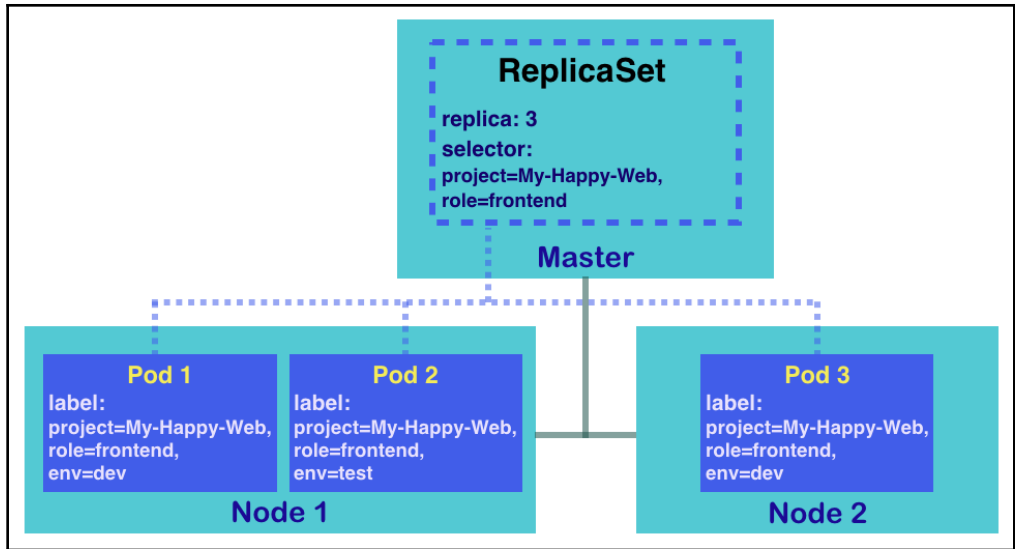 ReplicaSet
replica: 3
selector:
project=My-Happy-Web,
role=frontend
Master
Pod 1
label:
project=My-Happy-Web,
role=frontend,
env=dev
Pod 2
label:
project=My-Happy-Web,
role=frontend,
env=test
Node 1
Pod 3
label:
project=My-Happy-Web,
role=frontend,
env=dev
Node 2